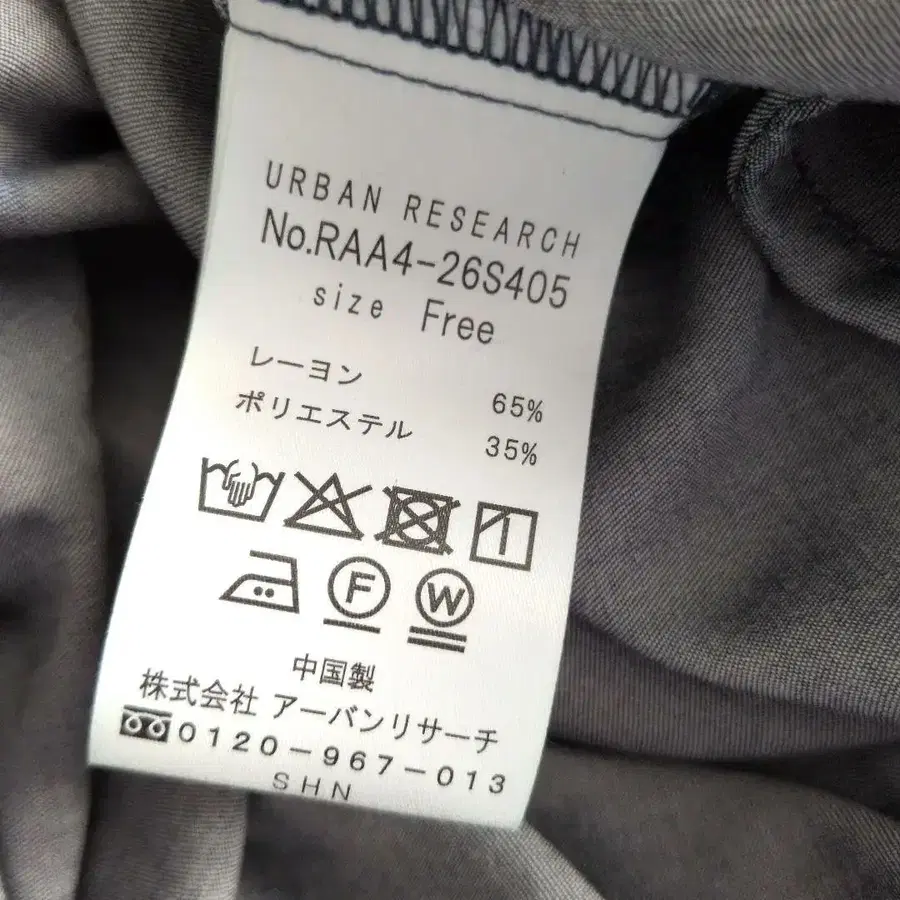 URBAN RESEARCH
No.RAA4-26S405
size Free
レーヨン 65%
ポリエステル 35%
F W
中国製
株式会社 アーバンリサーチ
0120-967-013
SHN